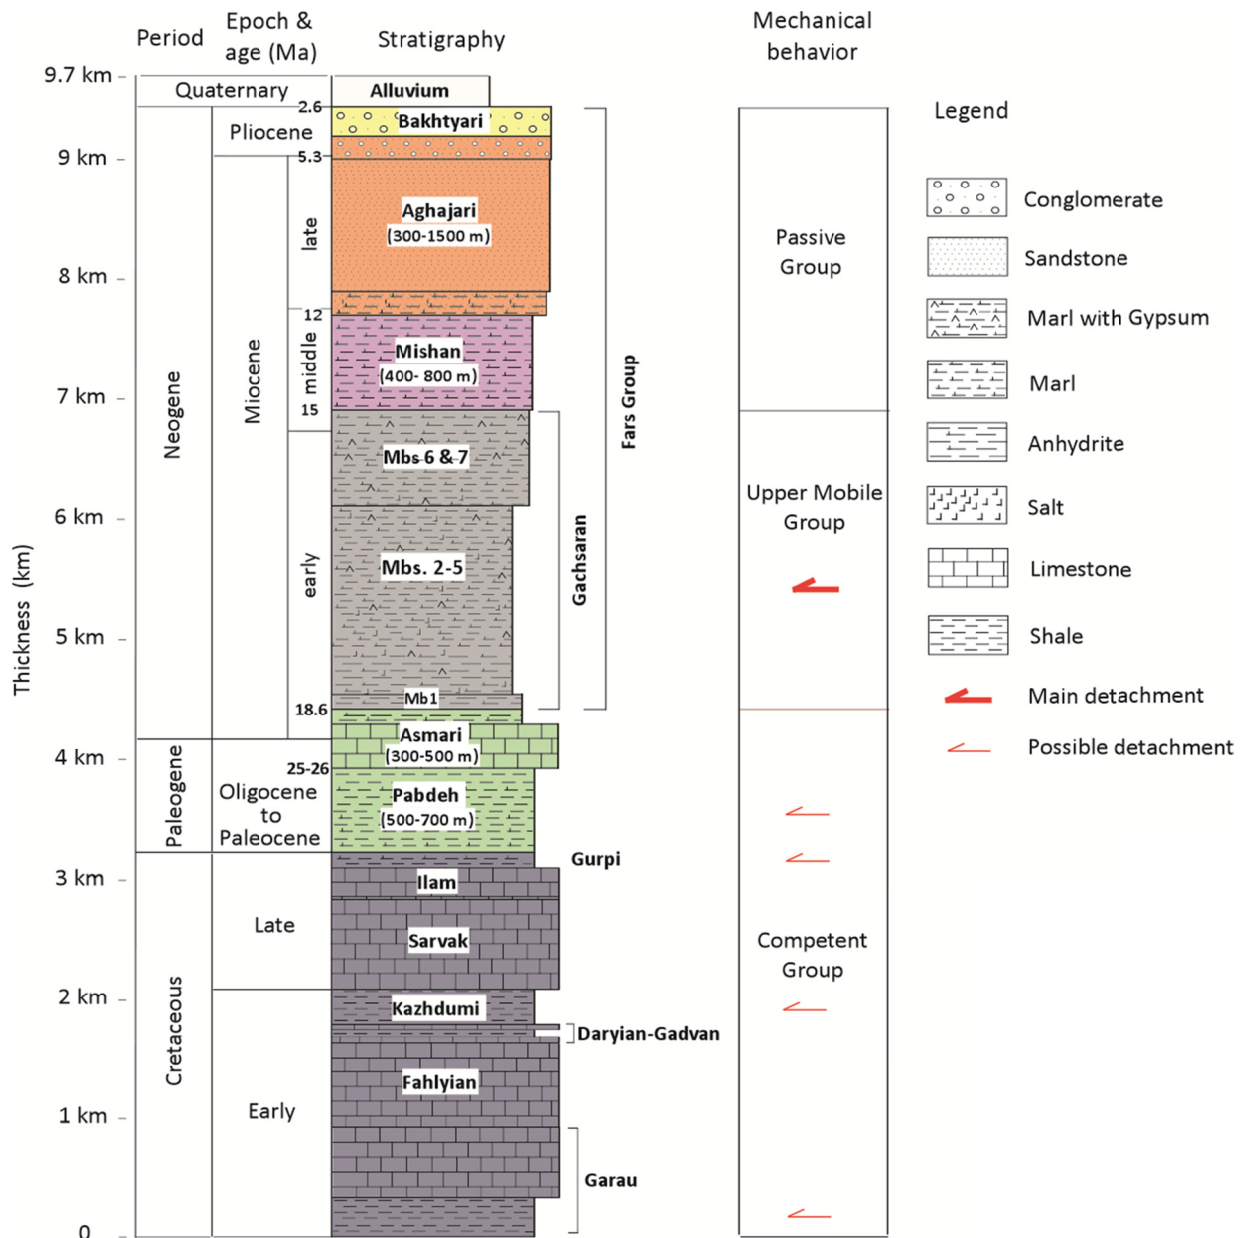 Period
Epoch &
age (Ma)
Stratigraphy
Mechanical
behavior
9.7 km
Quaternary
Alluvium
2.6
Pliocene
Bakhtyari
5.3
9 km
late
Aghajari
(300-1500 m)
8 km
12
Neogene
Miocene
middle
Mishan
(400- 800 m)
7 km
15
Mbs 6 & 7
6 km
early
Mbs. 2-5
5 km
Mb1
18.6
Gachsaran
Fars Group
Thickness (km)
Asmari
(300-500 m)
4 km
25-26
Paleogene
Oligocene
to
Paleocene
Pabdeh
(500-700 m)
Gurpi
3 km
Ilam
Late
Sarvak
2 km
Cretaceous
Kazhdumi
Daryian-Gadvan
Fahlyian
1 km
Early
Garau
0
Passive
Group
Upper Mobile
Group
Competent
Group
Legend
Conglomerate
Sandstone
Marl with Gypsum
Marl
Anhydrite
Salt
Limestone
Shale
Main detachment
Possible detachment